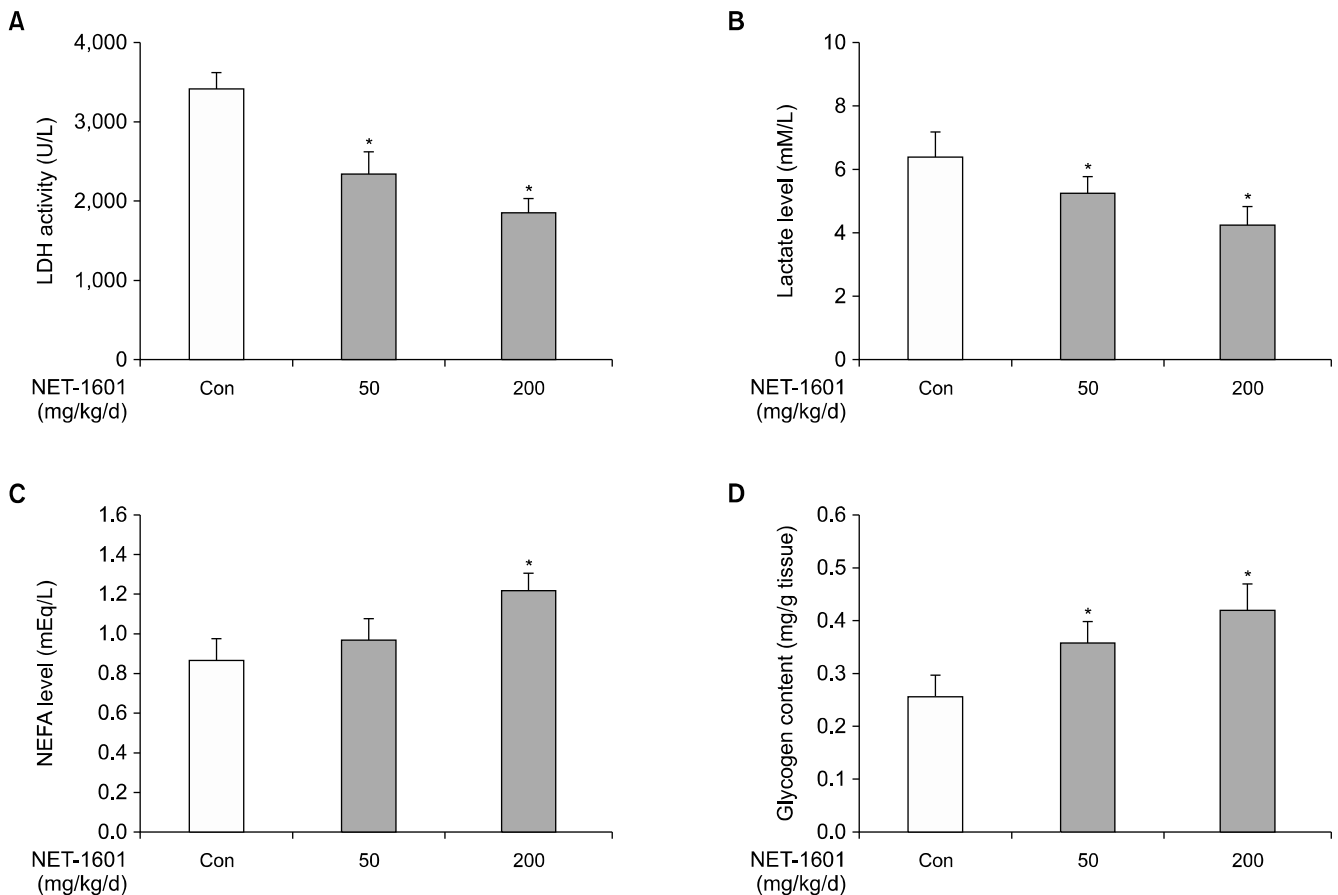 A
LDH activity (U/L)
4,000
3,000
2,000
1,000
0
*
*
NET-1601
(mg/kg/d)
Con 50 200
B
Lactate level (mM/L)
10
8
6
4
2
0
*
*
NET-1601
(mg/kg/d)
Con 50 200
C
NEFA level (mEq/L)
1.6
1.4
1.2
1.0
0.8
0.6
0.4
0.2
0.0
*
NET-1601
(mg/kg/d)
Con 50 200
D
Glycogen content (mg/g tissue)
0.6
0.5
0.4
0.3
0.2
0.1
0.0
*
*
NET-1601
(mg/kg/d)
Con 50 200